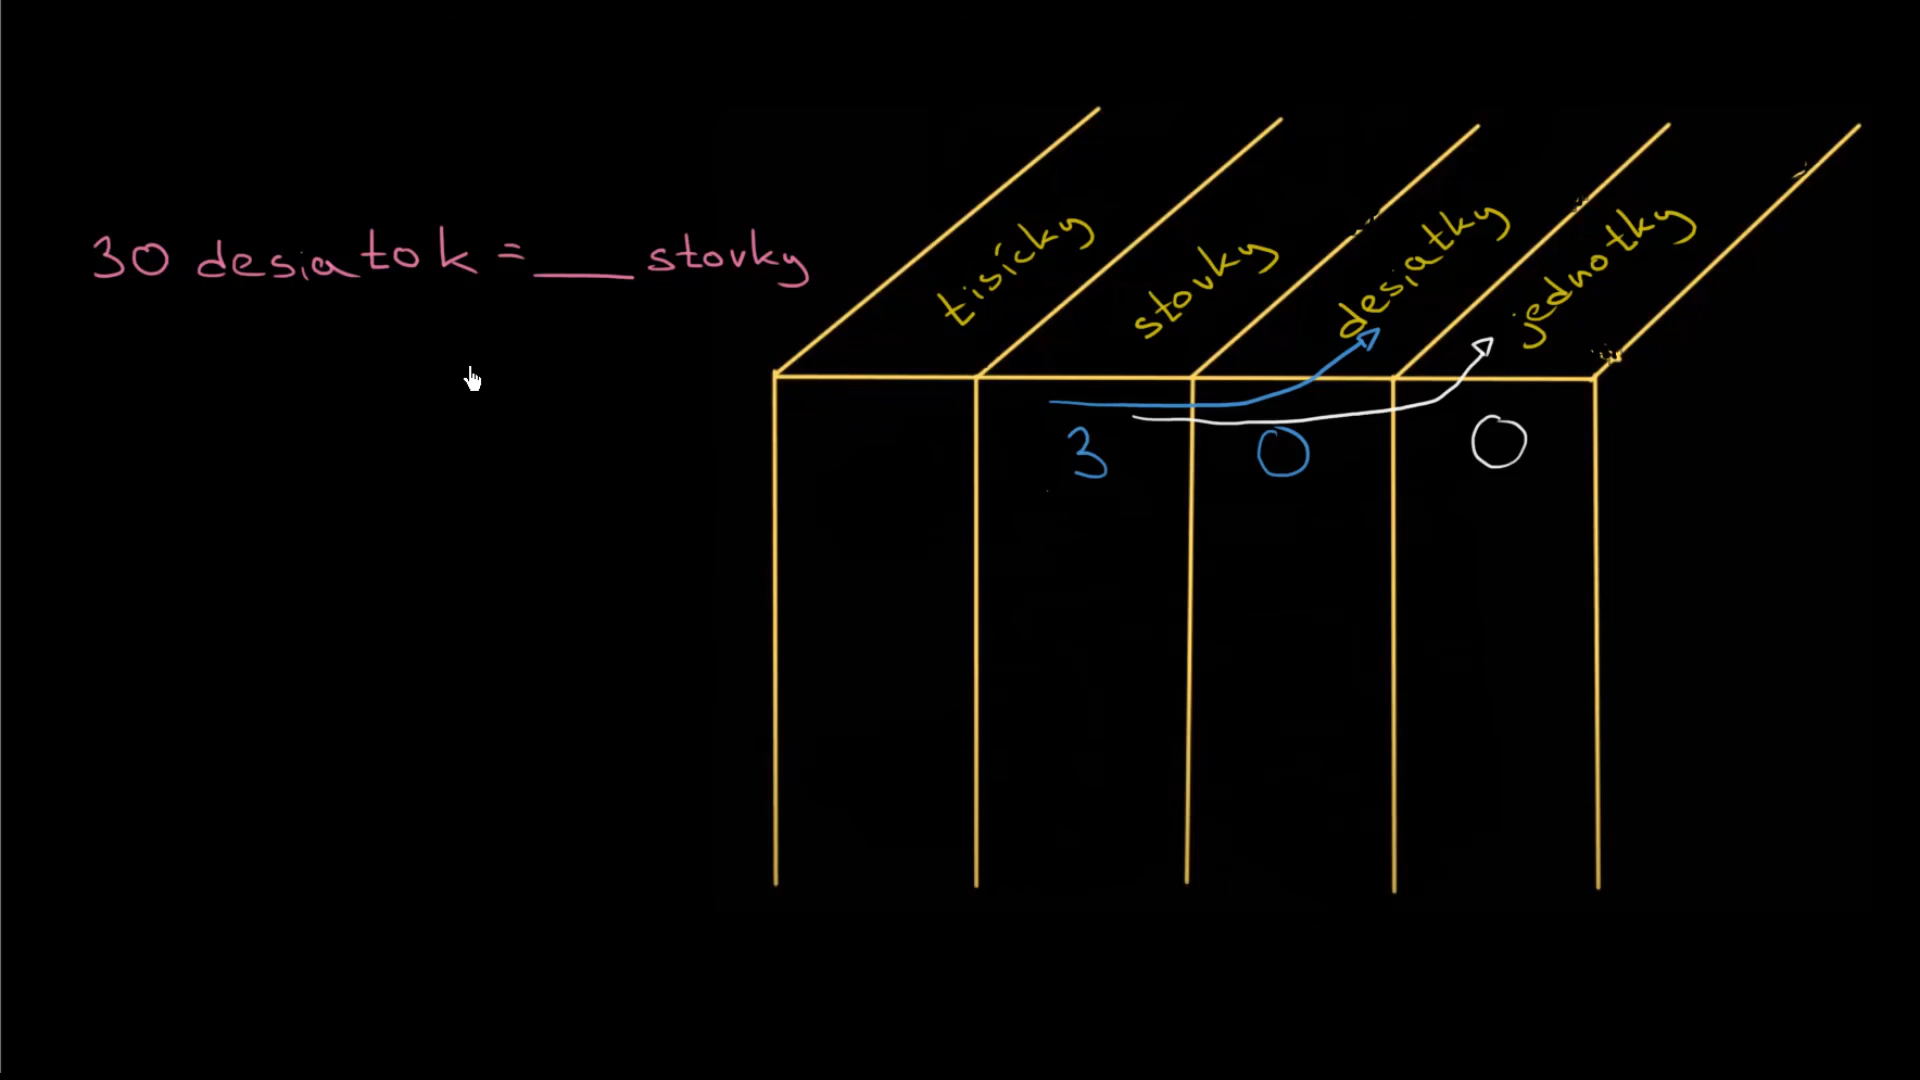 30 desiatok = ___ stovky
tisícky
stovky
desiatky
jednotky
3 0 0